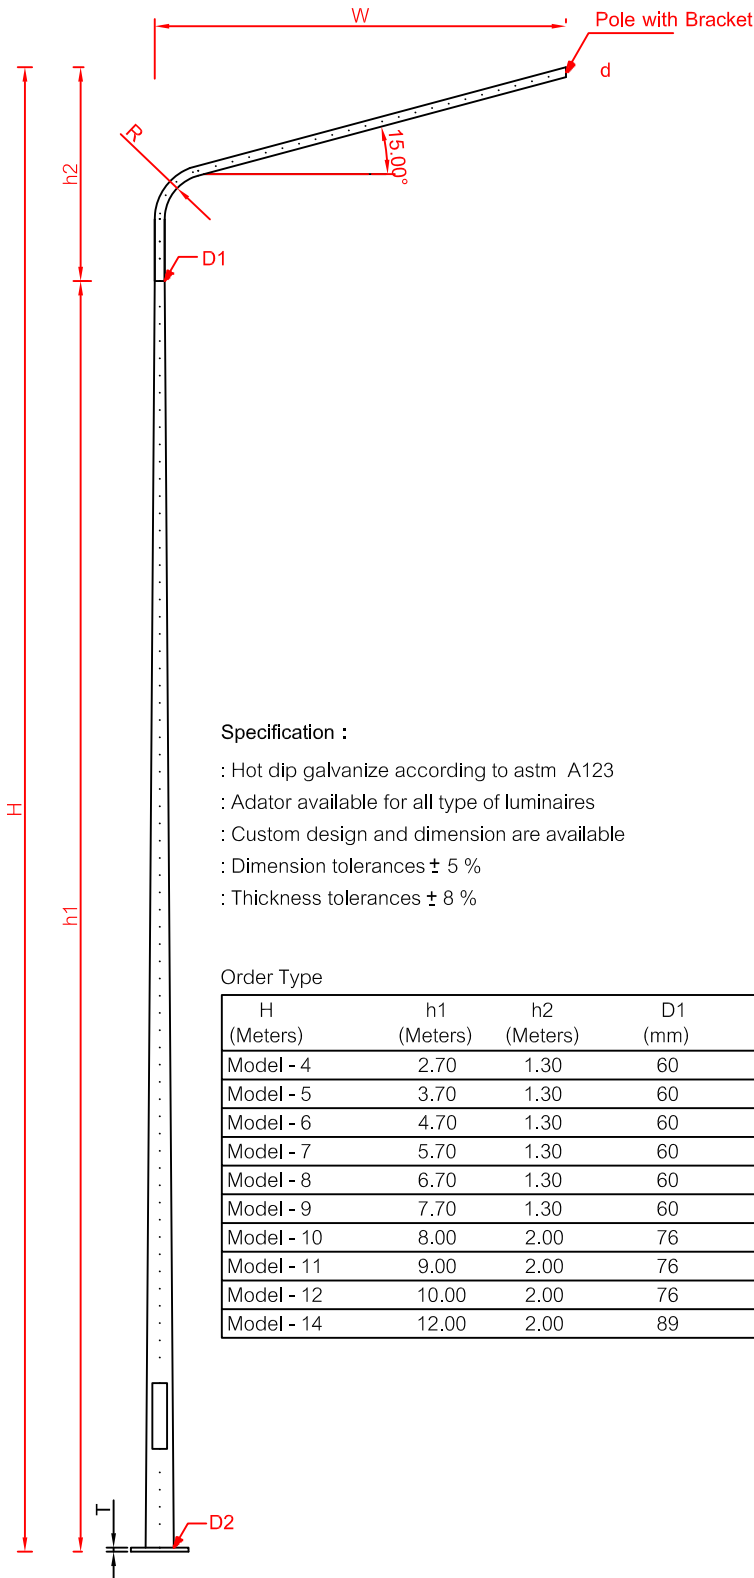 W
Pole with Bracket
d
R
15.00°
h2
D1
H
h1
Specification :
: Hot dip galvanize according to astm A123
: Adator available for all type of luminaires
: Custom design and dimension are available
: Dimension tolerances ± 5 %
: Thickness tolerances ± 8 %
Order Type
H h1 h2 D1
(Meters) (Meters) (Meters) (mm)
Model - 4 2.70 1.30 60
Model - 5 3.70 1.30 60
Model - 6 4.70 1.30 60
Model - 7 5.70 1.30 60
Model - 8 6.70 1.30 60
Model - 9 7.70 1.30 60
Model - 10 8.00 2.00 76
Model - 11 9.00 2.00 76
Model - 12 10.00 2.00 76
Model - 14 12.00 2.00 89
T
D2